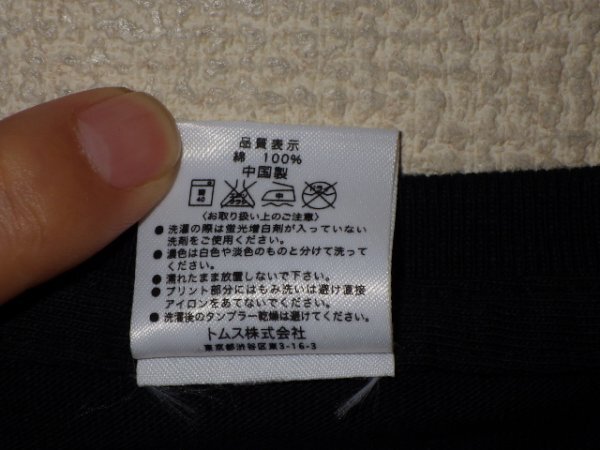 品質表示
綿 100%
中国製
40 中
〈お取り扱い上のご注意〉
● 洗濯の際は蛍光増白剤が入っていない
洗剤をご使用ください。
● 濃色は白色や淡色のものと分けて洗って
ください。
● 濡れたまま放置しないで下さい。
● プリント部分にはもみ洗いは避け直接
アイロンをあてないでください。
● 洗濯後のタンブラー乾燥は避けてください。
トムス株式会社
東京都渋谷区東3-16-3